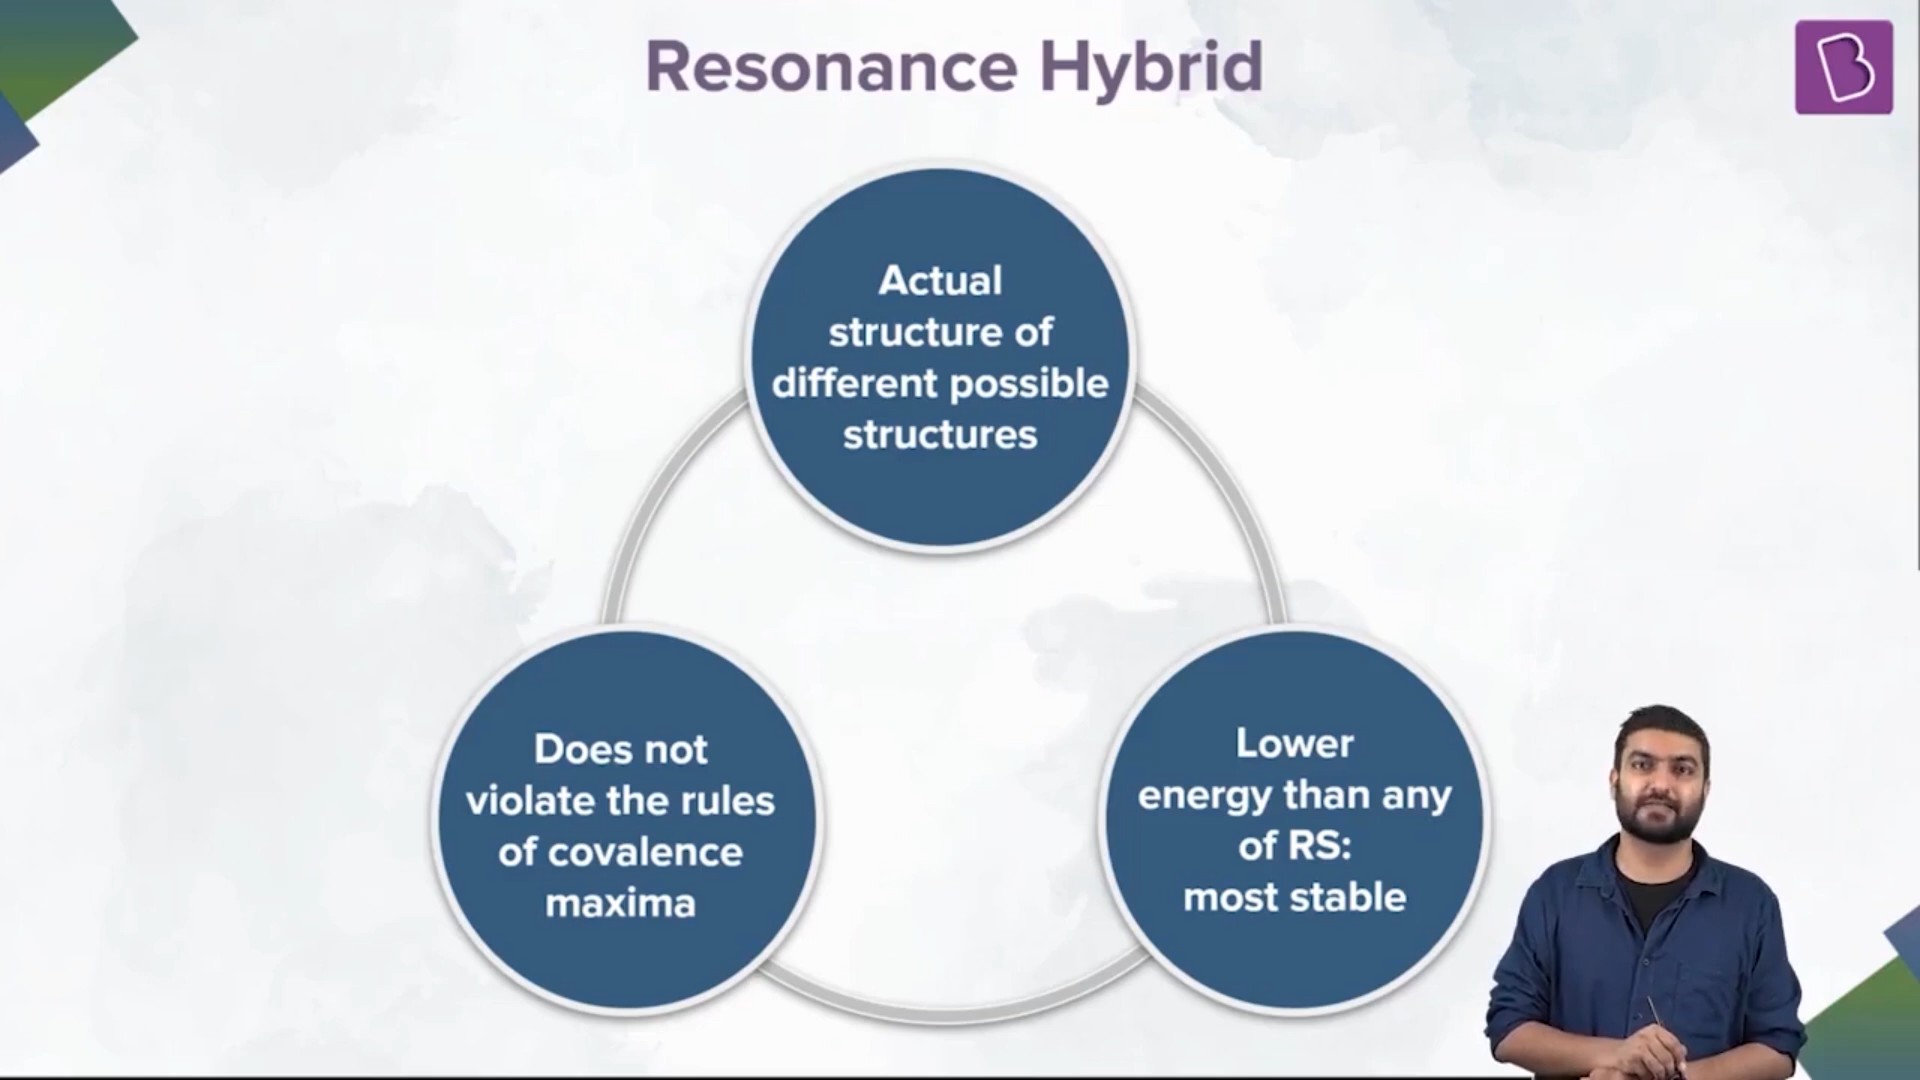 Resonance Hybrid
B
Actual
structure of
different possible
structures
Does not
violate the rules
of covalence
maxima
Lower
energy than any
of RS:
most stable